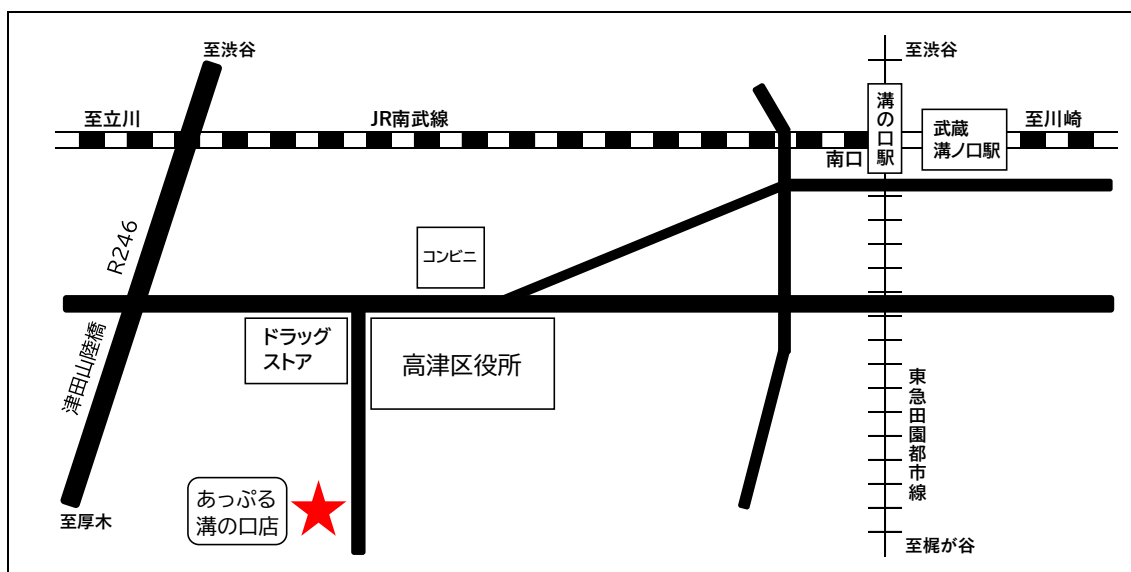 至渋谷
至渋谷
至立川
JR南武線
溝の口駅
武蔵
溝ノ口駅
至川崎
南口
R246
コンビニ
津田山陸橋
ドラッグ
ストア
高津区役所
東急田園都市線
あっぷる
溝の口店
至厚木
至梶が谷